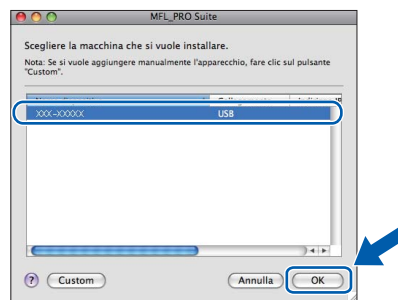 MFL_PRO Suite
Scegliere la macchina che si vuole installare.
Nota: Se si vuole aggiungere manualmente l'apparecchio, fare clic sul pulsante
"Custom".
XXX-XXXXX USB
? Custom Annulla OK